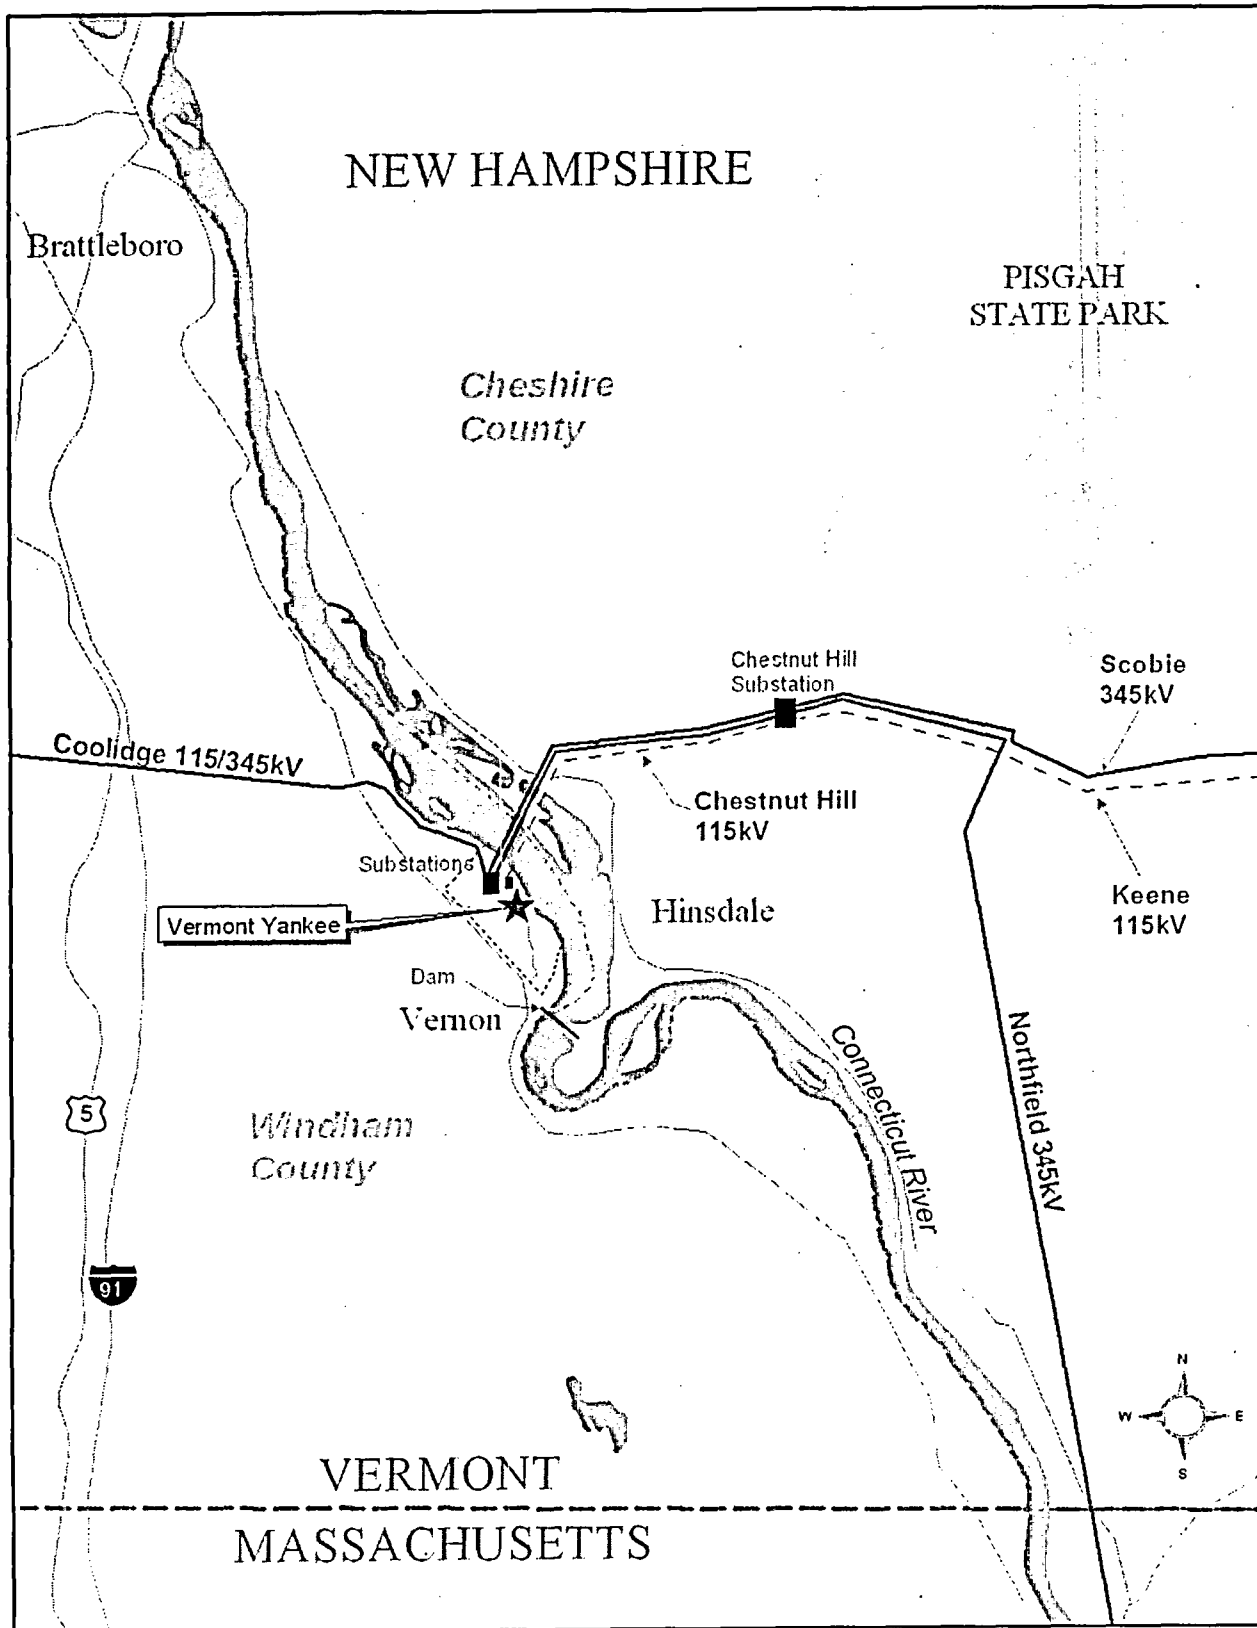 NEW HAMPSHIRE
Brattleboro
PISGAH
STATE PARK
Cheshire
County
Chestnut Hill
Substation
Scobie
345kV
Coolidge 115/345kV
Chestnut Hill
115kV
Substations
Keene
115kV
Hinsdale
Vermont Yankee
Dam
Vernon
Connecticut River
Northfield 345kV
5
Windham
County
91
N
W
E
S
VERMONT
MASSACHUSETTS